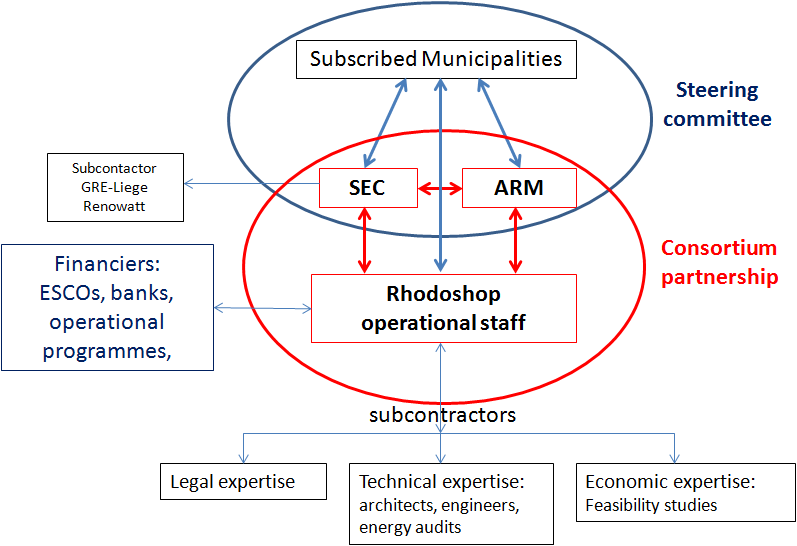 Subscribed Municipalities
Steering
committee
Subcontactor
GRE-Liege
Renowatt
SEC
ARM
Consortium
partnership
Financiers:
ESCOs, banks,
operational
programmes,
Rhodoshop
operational staff
subcontractors
Legal expertise
Technical expertise:
architects, engineers,
energy audits
Economic expertise:
Feasibility studies